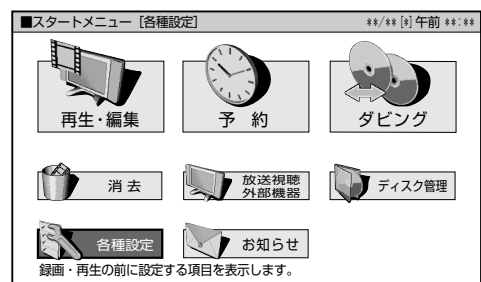 ■スタートメニュー［各種設定］ **/**[*]午前**:**
再生・編集
予約
ダビング
消去
放送視聴
外部機器
ディスク管理
各種設定
お知らせ
録画・再生の前に設定する項目を表示します。